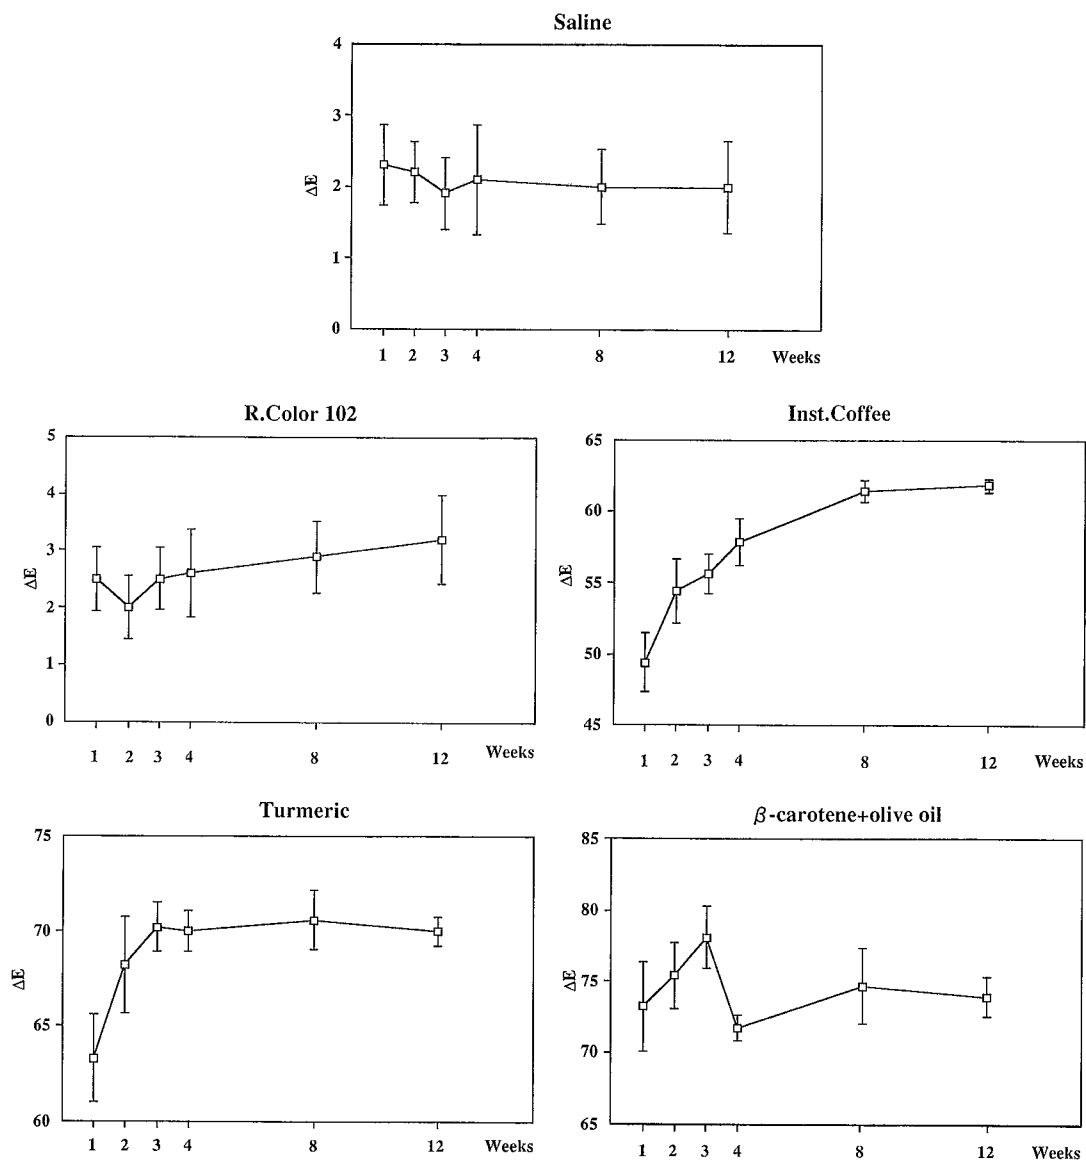 Saline
4
3
2
1
0
ΔE
1 2 3 4 8 12 Weeks
R.Color 102
5
4
3
2
1
0
ΔE
1 2 3 4 8 12 Weeks
Inst.Coffee
65
60
55
50
45
ΔE
1 2 3 4 8 12 Weeks
Turmeric
75
70
65
60
ΔE
1 2 3 4 8 12 Weeks
β-carotene+olive oil
85
80
75
70
65
ΔE
1 2 3 4 8 12 Weeks